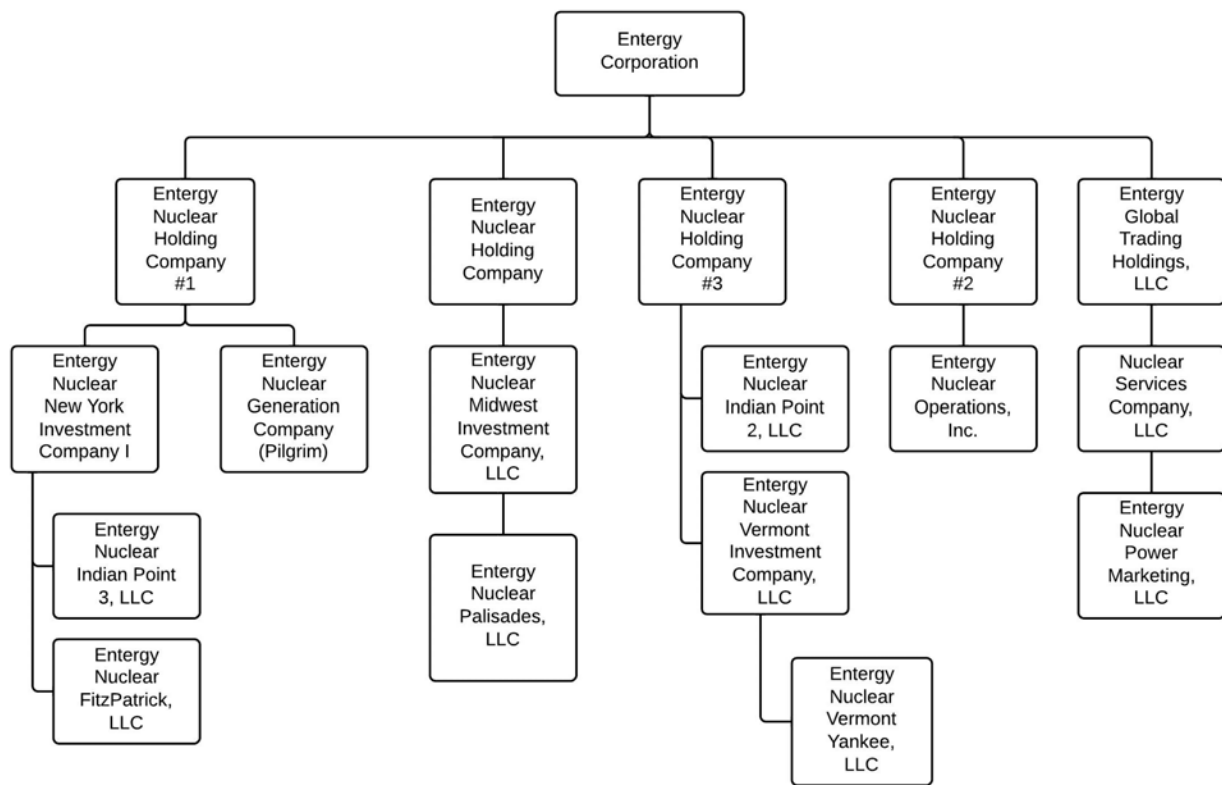 Entergy
Corporation
Entergy
Nuclear
Holding
Company
#1
Entergy
Nuclear
Holding
Company
Entergy
Nuclear
Holding
Company
#3
Entergy
Nuclear
Holding
Company
#2
Entergy
Global
Trading
Holdings,
LLC
Entergy
Nuclear
New York
Investment
Company I
Entergy
Nuclear
Generation
Company
(Pilgrim)
Entergy
Nuclear
Midwest
Investment
Company,
LLC
Entergy
Nuclear
Indian Point
2, LLC
Entergy
Nuclear
Operations,
Inc.
Nuclear
Services
Company,
LLC
Entergy
Nuclear
Indian Point
3, LLC
Entergy
Nuclear
Palisades,
LLC
Entergy
Nuclear
Vermont
Investment
Company,
LLC
Entergy
Nuclear
Power
Marketing,
LLC
Entergy
Nuclear
FitzPatrick,
LLC
Entergy
Nuclear
Vermont
Yankee,
LLC